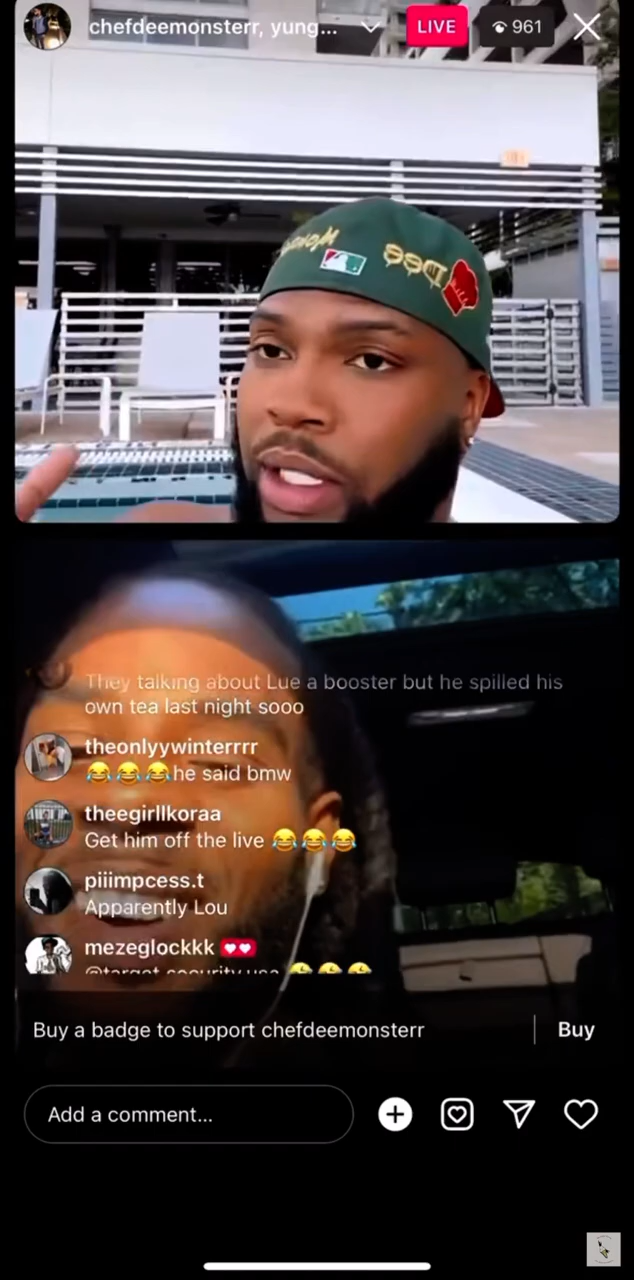 chefdeemonsterr, yung...
LIVE
961
Dee
They talking about Lue a booster but he spilled his
own tea last night sooo
theonlyywinterrrr
😂😂😂he said bmw
theegirllkoraa
Get him off the live 😂😂😂
piiimpcess.t
Apparently Lou
mezeglockkk
Buy a badge to support chefdeemonsterr
Buy
Add a comment...